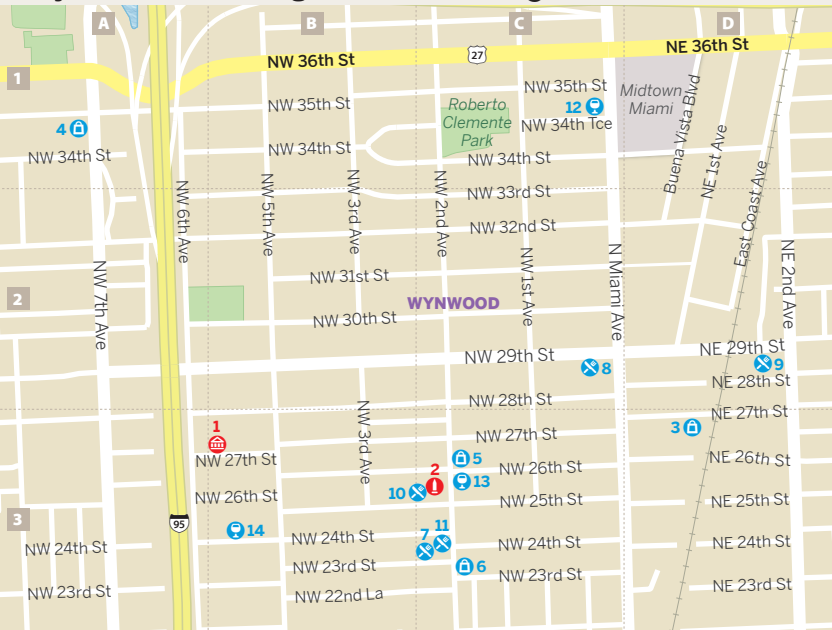 A
B
C
D
1
2
3
27
NW 36th St
NE 36th St
NW 35th St
12
NW 35th St
4
NW 34th Tce
Roberto
Clemente
Park
Midtown
Miami
NW 34th St
NW 34th St
NW 34th St
NW 33rd St
NW 32nd St
Buena Vista Blvd
NE 1st Ave
East Coast Ave
NW 6th Ave
NW 5th Ave
NW 3rd Ave
NW 2nd Ave
NW 7th Ave
NW 1st Ave
N Miami Ave
NE 2nd Ave
NW 31st St
WYNWOOD
NW 30th St
NW 29th St
NE 29th St
8
9
NE 28th St
NW 28th St
NW 3rd Ave
NE 27th St
3
1
NW 27th St
NW 27th St
5
NW 26th St
NE 26th St
2
13
10
NW 26th St
NW 25th St
NE 25th St
95
14
11
7
NW 24th St
NW 24th St
NW 24th St
NE 24th St
6
NW 23rd St
NW 23rd St
NW 23rd St
NE 23rd St
NW 22nd La